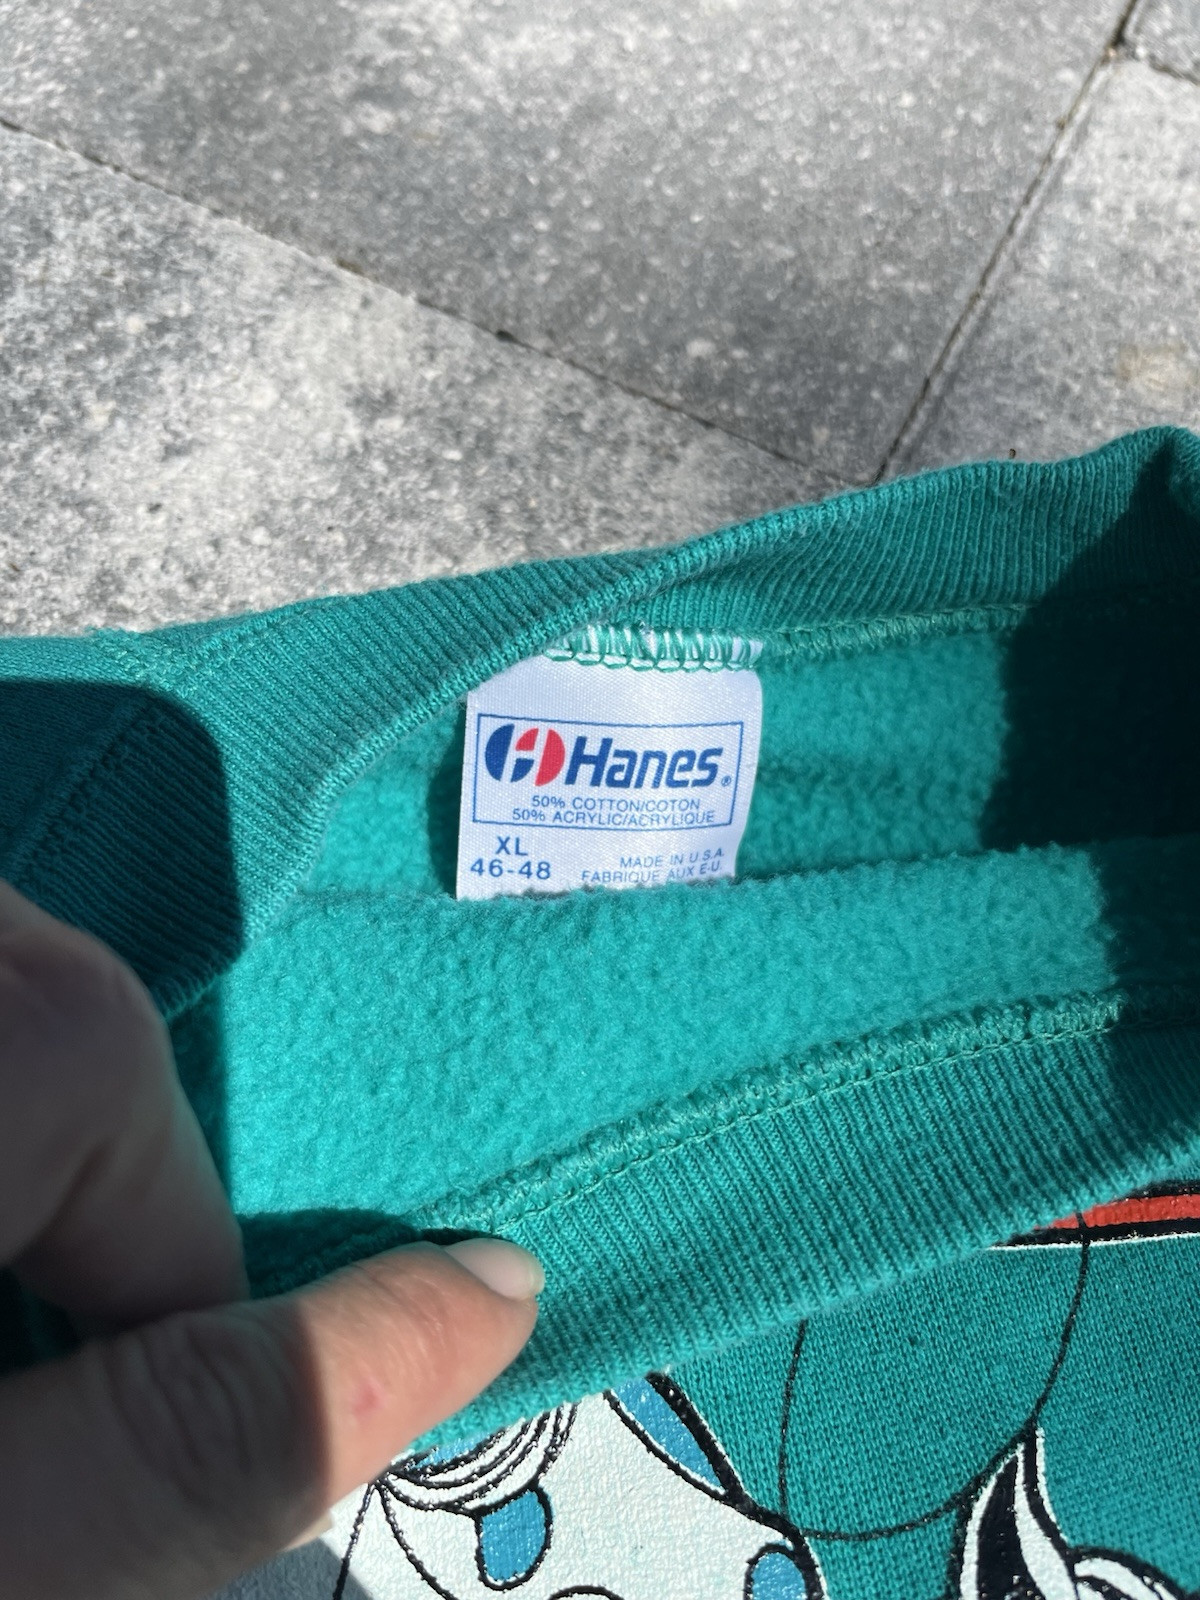 Hanes®
50% COTTON/COTON
50% ACRYLIC/ACRYLIQUE
XL
46-48
MADE IN U.S.A.
FABRIQUE AUX E-U.